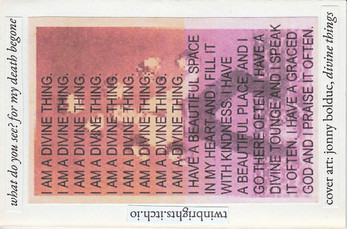 what do you see? for my death begone
I AM A DIVINE THING.
I AM A DIVINE THING.
I AM A DIVINE THING.
I AM A DIVINE THING.
I AM A DIVINE THING.
I AM A DIVINE THING.
I AM A DIVINE THING.
I AM A DIVINE THING.
I HAVE A BEAUTIFUL SPACE
IN MY HEART AND I FILL IT
WITH KINDNESS. I HAVE
A BEAUTIFUL PLACE, AND I
GO THERE OFTEN. I HAVE A
DIVINE TOUNGE AND I SPEAK
IT OFTEN. I HAVE A GRACED
GOD AND I PRAISE IT OFTEN.
cover art: jonny bolduc, divine things
twinbrights.itch.io